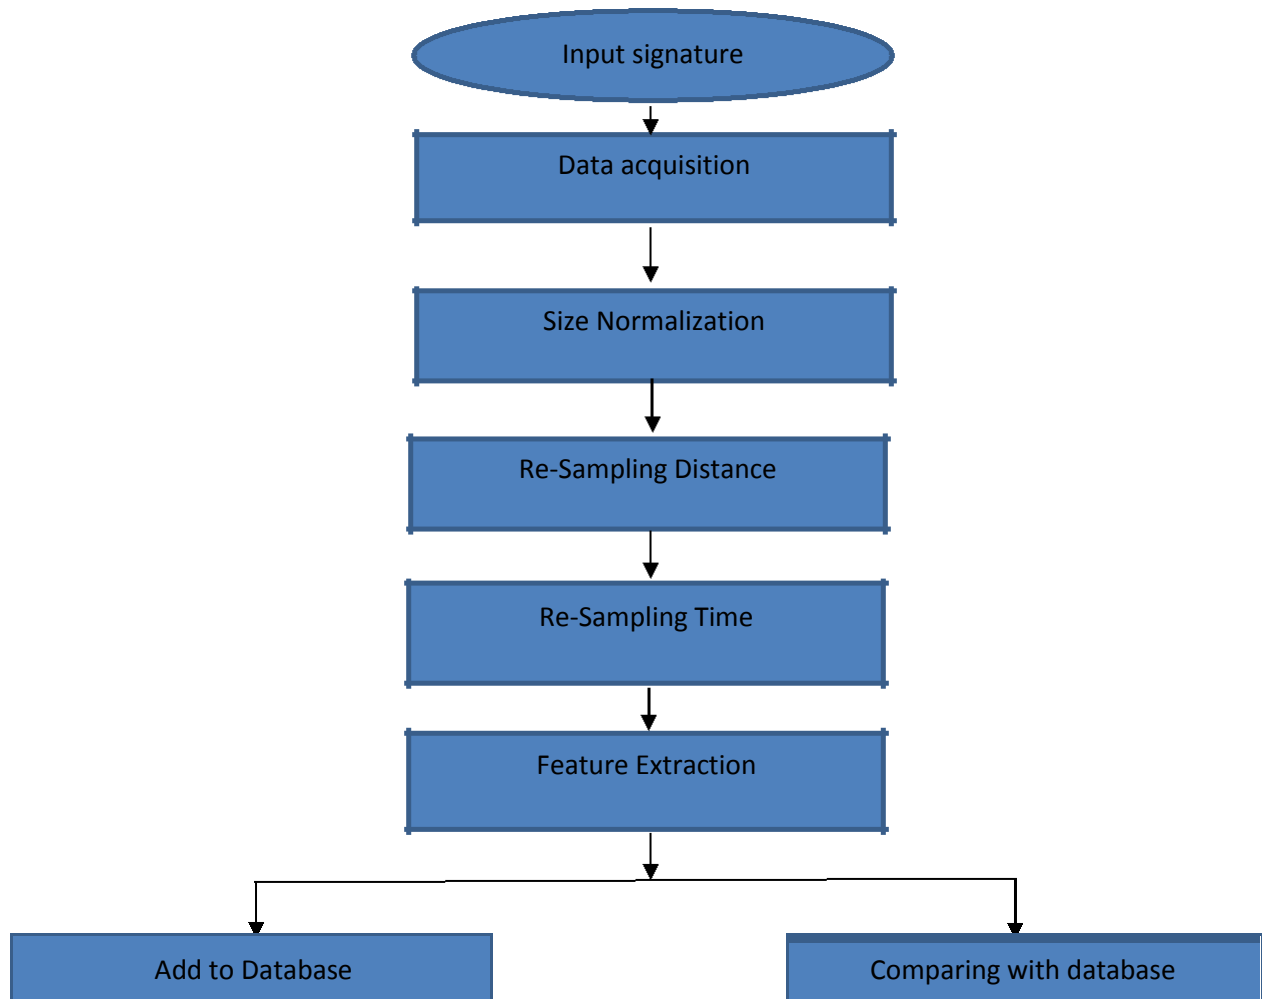 Input signature
Data acquisition
Size Normalization
Re-Sampling Distance
Re-Sampling Time
Feature Extraction
Add to Database
Comparing with database